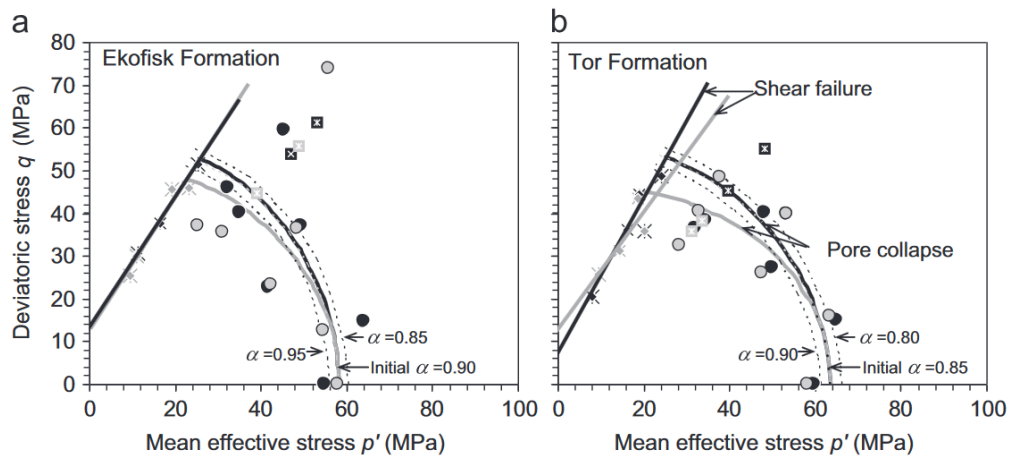 a
Ekofisk Formation
Deviatoric stress q (MPa)
80
70
60
50
40
30
20
10
0
α =0.95
α =0.85
Initial α =0.90
0 20 40 60 80 100
Mean effective stress p' (MPa)
b
Tor Formation
Shear failure
Pore collapse
α =0.90
α =0.80
Initial α =0.85
0 20 40 60 80 100
Mean effective stress p' (MPa)